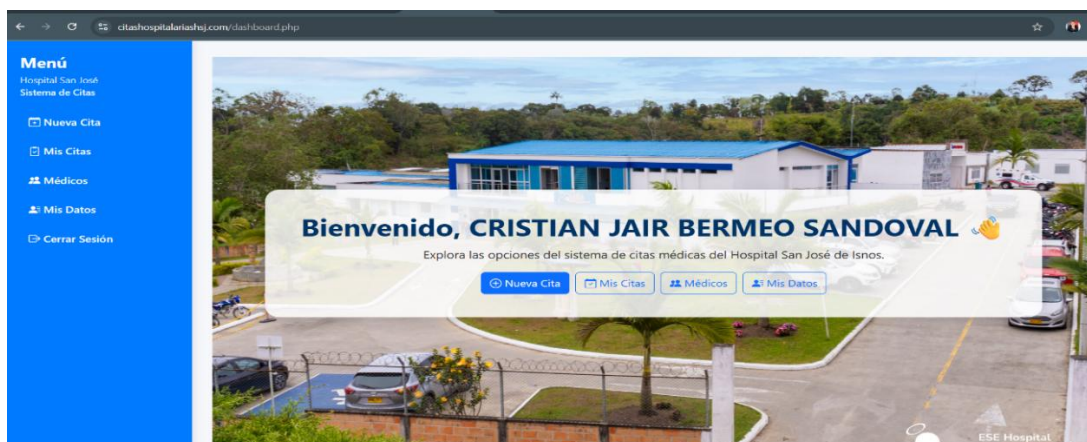 citashospitalariashsj.com/dashboard.php
Menú
Hospital San José
Sistema de Citas
Nueva Cita
Mis Citas
Médicos
Mis Datos
Cerrar Sesión
Bienvenido, CRISTIAN JAIR BERMEO SANDOVAL 👋
Explora las opciones del sistema de citas médicas del Hospital San José de Isnos.
Nueva Cita Mis Citas Médicos Mis Datos
ESE Hospital